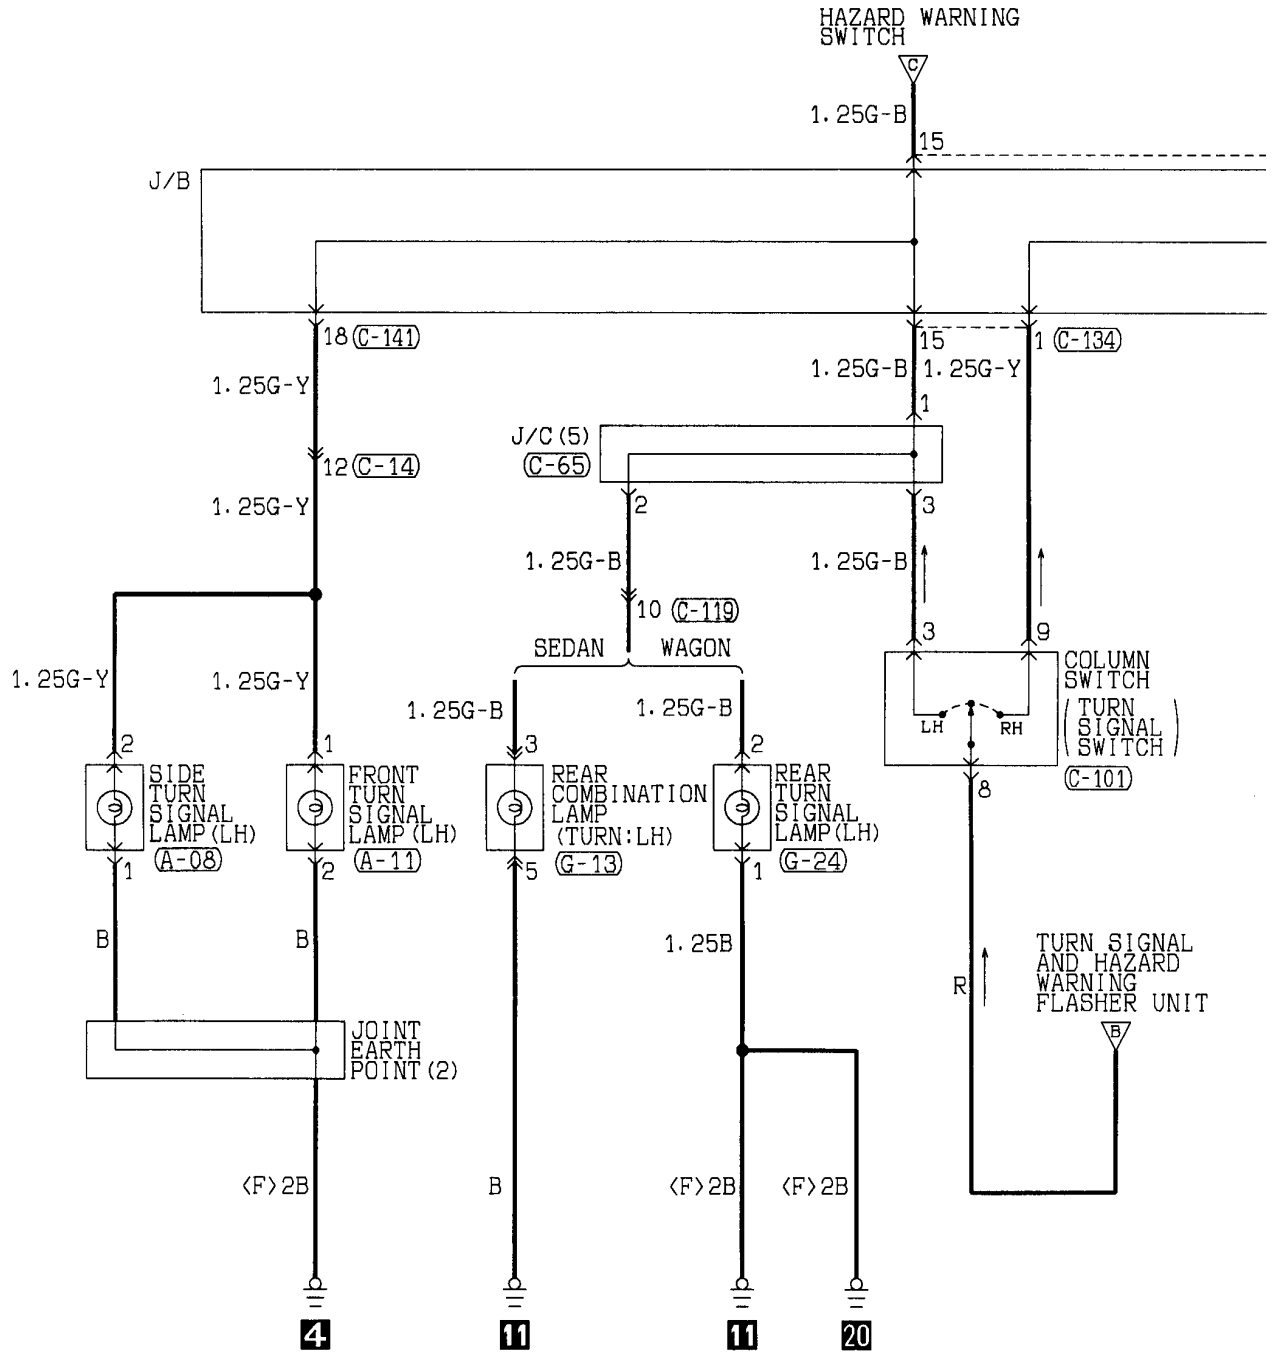 HAZARD WARNING
SWITCH
C
1.25G-B
15
J/B
18 (C-141)
15
1 (C-134)
1.25G-Y
1.25G-B
1.25G-Y
1
J/C(5)
(C-65)
12 (C-14)
2
3
1.25G-Y
1.25G-B
1.25G-B
10 (C-119)
3
9
SEDAN
WAGON
COLUMN
SWITCH
(TURN
SIGNAL
SWITCH)
(C-101)
LH
RH
8
1.25G-Y
1.25G-Y
1.25G-B
1.25G-B
2
1
3
2
SIDE
TURN
SIGNAL
LAMP(LH)
(A-08)
FRONT
TURN
SIGNAL
LAMP(LH)
(A-11)
REAR
COMBINATION
LAMP
(TURN:LH)
(G-13)
REAR
TURN
SIGNAL
LAMP(LH)
(G-24)
1
2
5
1
B
B
1.25B
R
TURN SIGNAL
AND HAZARD
WARNING
FLASHER UNIT
B
JOINT
EARTH
POINT(2)
<F>2B
B
<F>2B
<F>2B
4
11
11
20